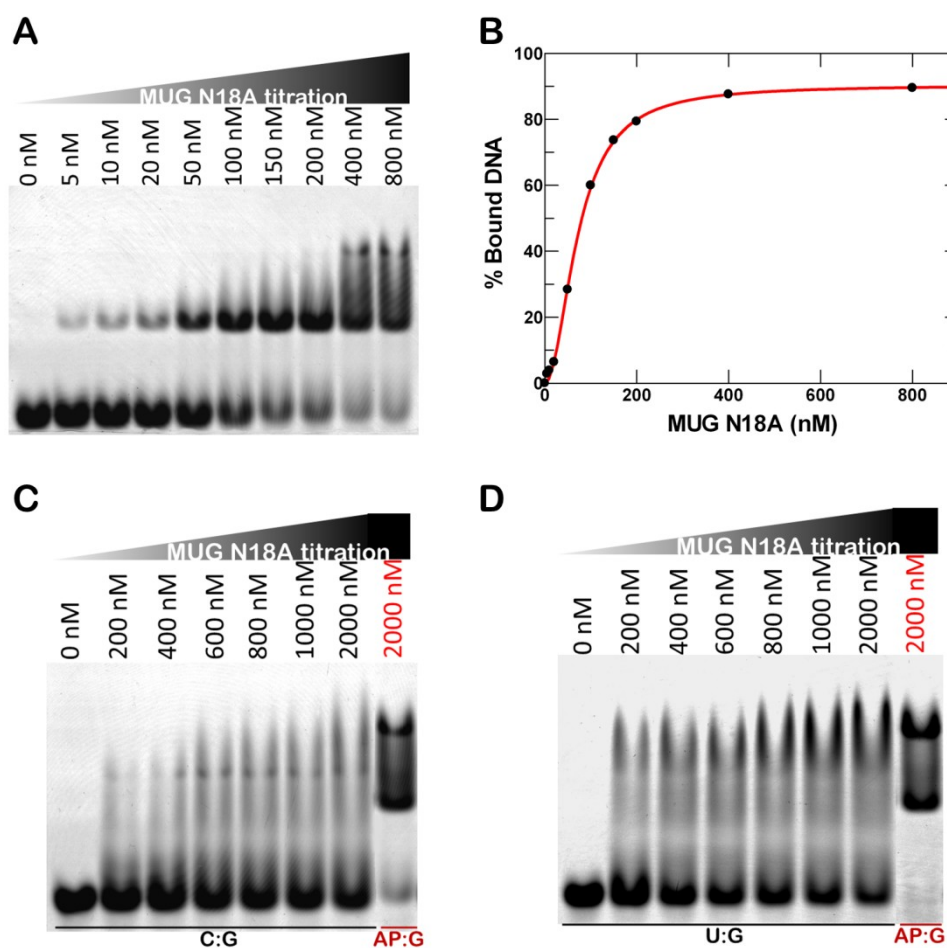 A
MUG N18A titration
0 nM
5 nM
10 nM
20 nM
50 nM
100 nM
150 nM
200 nM
400 nM
800 nM
B
% Bound DNA
100
80
60
40
20
0
0
200
400
600
800
MUG N18A (nM)
C
MUG N18A titration
0 nM
200 nM
400 nM
600 nM
800 nM
1000 nM
2000 nM
2000 nM
C:G
AP:G
D
MUG N18A titration
0 nM
200 nM
400 nM
600 nM
800 nM
1000 nM
2000 nM
2000 nM
U:G
AP:G